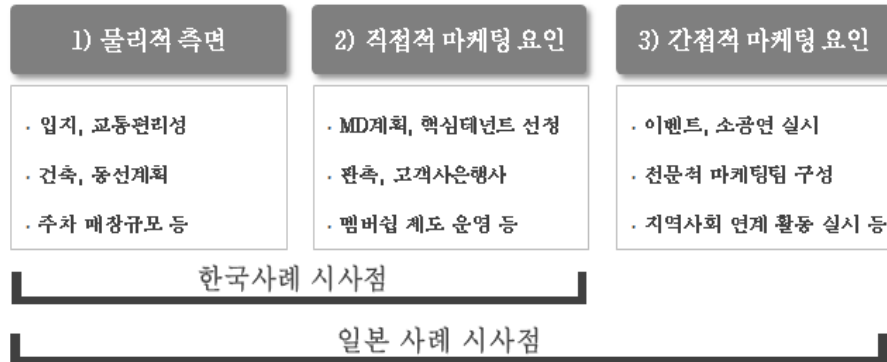 1) 물리적 측면
2) 직접적 마케팅 요인
3) 간접적 마케팅 요인
· 입지, 교통편리성
· 건축, 동선계획
· 주차 매장규모 등
· MD계획, 핵심테넌트 선정
· 판촉, 고객사은행사
· 멤버쉽 제도 운영 등
· 이벤트, 소공연 실시
· 전문적 마케팅팀 구성
· 지역사회 연계 활동 실시 등
한국사례 시사점
일본 사례 시사점